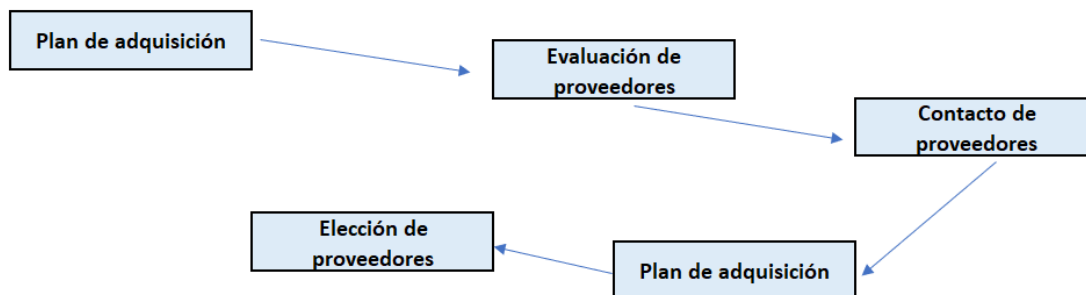 Plan de adquisición
Evaluación de
proveedores
Contacto de
proveedores
Plan de adquisición
Elección de
proveedores